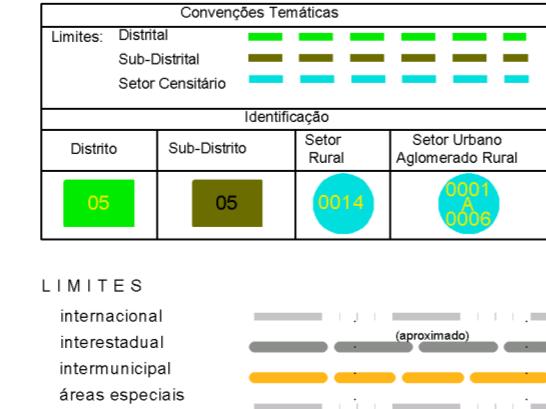 Convenções Temáticas
Limites: Distrital
Sub-Distrital
Setor Censitário
Identificação
Distrito Sub-Distrito Setor Rural Setor Urbano Aglomerado Rural
05 05 0014 0001 A 0006
LIMITES
internacional
interestadual (aproximado)
intermunicipal
áreas especiais